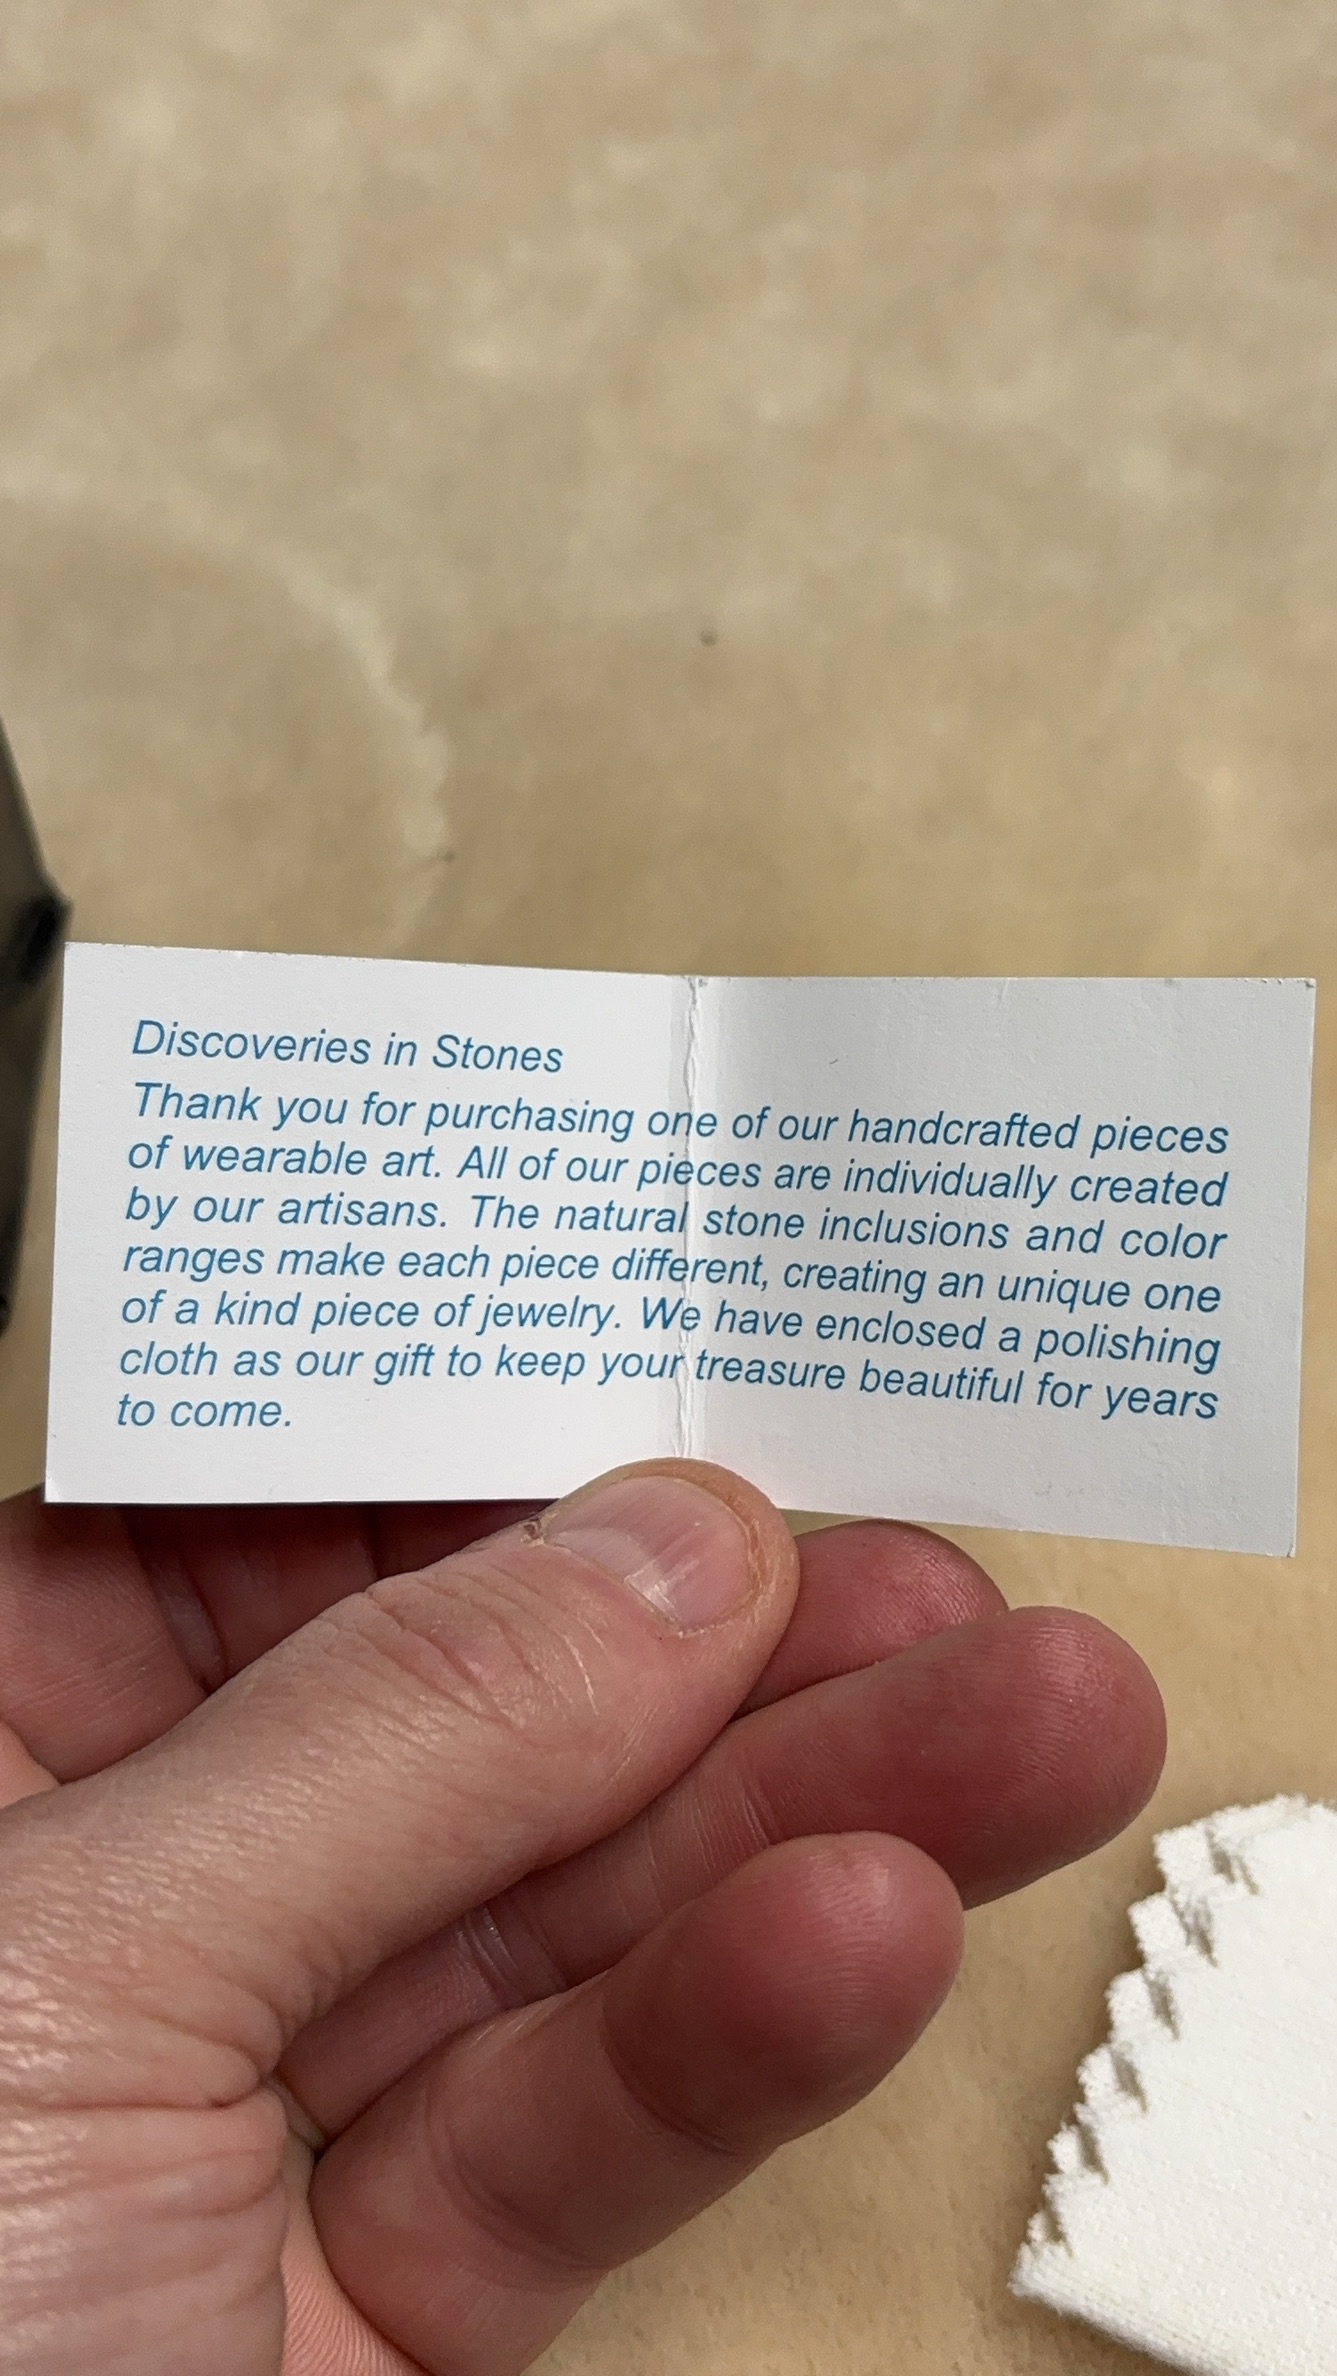 Discoveries in Stones
Thank you for purchasing one of our handcrafted pieces
of wearable art. All of our pieces are individually created
by our artisans. The natural stone inclusions and color
ranges make each piece different, creating an unique one
of a kind piece of jewelry. We have enclosed a polishing
cloth as our gift to keep your treasure beautiful for years
to come.